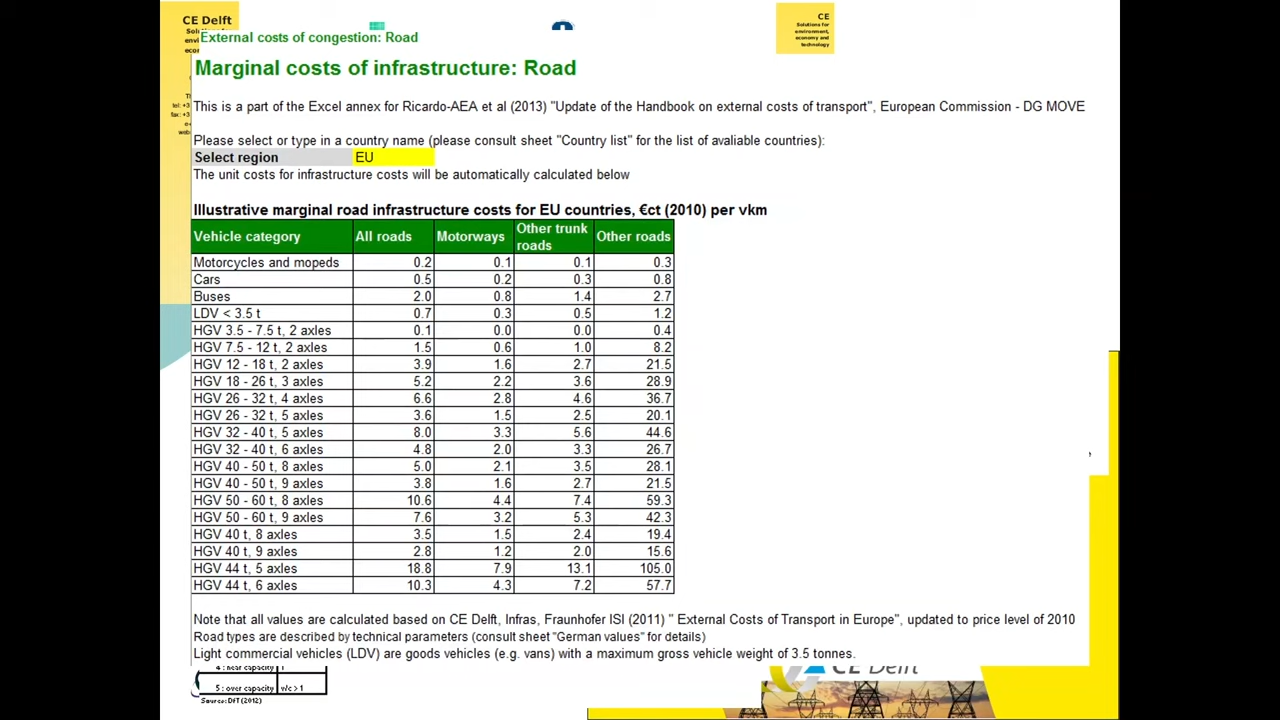 CE Delft
CE
Solutions for
environment,
economy and
technology
External costs of congestion: Road
Marginal costs of infrastructure: Road
This is a part of the Excel annex for Ricardo-AEA et al (2013) "Update of the Handbook on external costs of transport", European Commission - DG MOVE
Please select or type in a country name (please consult sheet "Country list" for the list of avaliable countries):
Select region EU
The unit costs for infrastructure costs will be automatically calculated below
Illustrative marginal road infrastructure costs for EU countries, €ct (2010) per vkm
Vehicle category All roads Motorways Other trunk roads Other roads
Motorcycles and mopeds 0.2 0.1 0.1 0.3
Cars 0.5 0.2 0.3 0.8
Buses 2.0 0.8 1.4 2.7
LDV < 3.5 t 0.7 0.3 0.5 1.2
HGV 3.5 - 7.5 t, 2 axles 0.1 0.0 0.0 0.4
HGV 7.5 - 12 t, 2 axles 1.5 0.6 1.0 8.2
HGV 12 - 18 t, 2 axles 3.9 1.6 2.7 21.5
HGV 18 - 26 t, 3 axles 5.2 2.2 3.6 28.9
HGV 26 - 32 t, 4 axles 6.6 2.8 4.6 36.7
HGV 26 - 32 t, 5 axles 3.6 1.5 2.5 20.1
HGV 32 - 40 t, 5 axles 8.0 3.3 5.6 44.6
HGV 32 - 40 t, 6 axles 4.8 2.0 3.3 26.7
HGV 40 - 50 t, 8 axles 5.0 2.1 3.5 28.1
HGV 40 - 50 t, 9 axles 3.8 1.6 2.7 21.5
HGV 50 - 60 t, 8 axles 10.6 4.4 7.4 59.3
HGV 50 - 60 t, 9 axles 7.6 3.2 5.3 42.3
HGV 40 t, 8 axles 3.5 1.5 2.4 19.4
HGV 40 t, 9 axles 2.8 1.2 2.0 15.6
HGV 44 t, 5 axles 18.8 7.9 13.1 105.0
HGV 44 t, 6 axles 10.3 4.3 7.2 57.7
Note that all values are calculated based on CE Delft, Infras, Fraunhofer ISI (2011) " External Costs of Transport in Europe", updated to price level of 2010
Road types are described by technical parameters (consult sheet "German values" for details)
Light commercial vehicles (LDV) are goods vehicles (e.g. vans) with a maximum gross vehicle weight of 3.5 tonnes.
4 : near capacity 1
5 : over capacity v/c > 1
Source: DfT (2012)
CE Delft